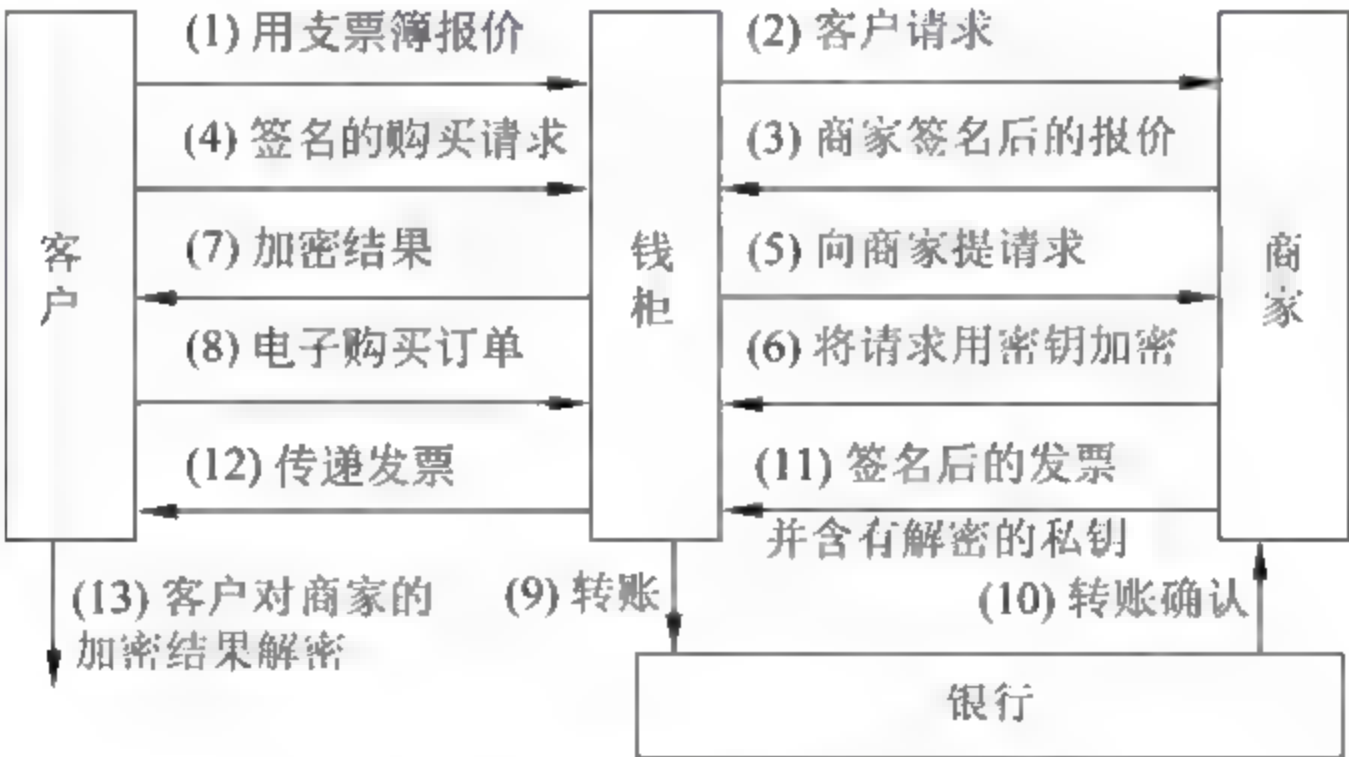 (1) 用支票簿报价
(2) 客户请求
(4) 签名的购买请求
(3) 商家签名后的报价
(7) 加密结果
(5) 向商家提请求
客户
钱柜
商家
(8) 电子购买订单
(6) 将请求用密钥加密
(12) 传递发票
(11) 签名后的发票
并含有解密的私钥
(13) 客户对商家的
加密结果解密
(9) 转账
(10) 转账确认
银行